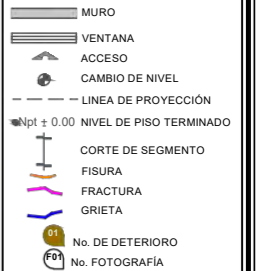 MURO
VENTANA
ACCESO
CAMBIO DE NIVEL
LINEA DE PROYECCIÓN
Npt ± 0.00 NIVEL DE PISO TERMINADO
CORTE DE SEGMENTO
FISURA
FRACTURA
GRIETA
01 No. DE DETERIORO
F01 No. FOTOGRAFÍA